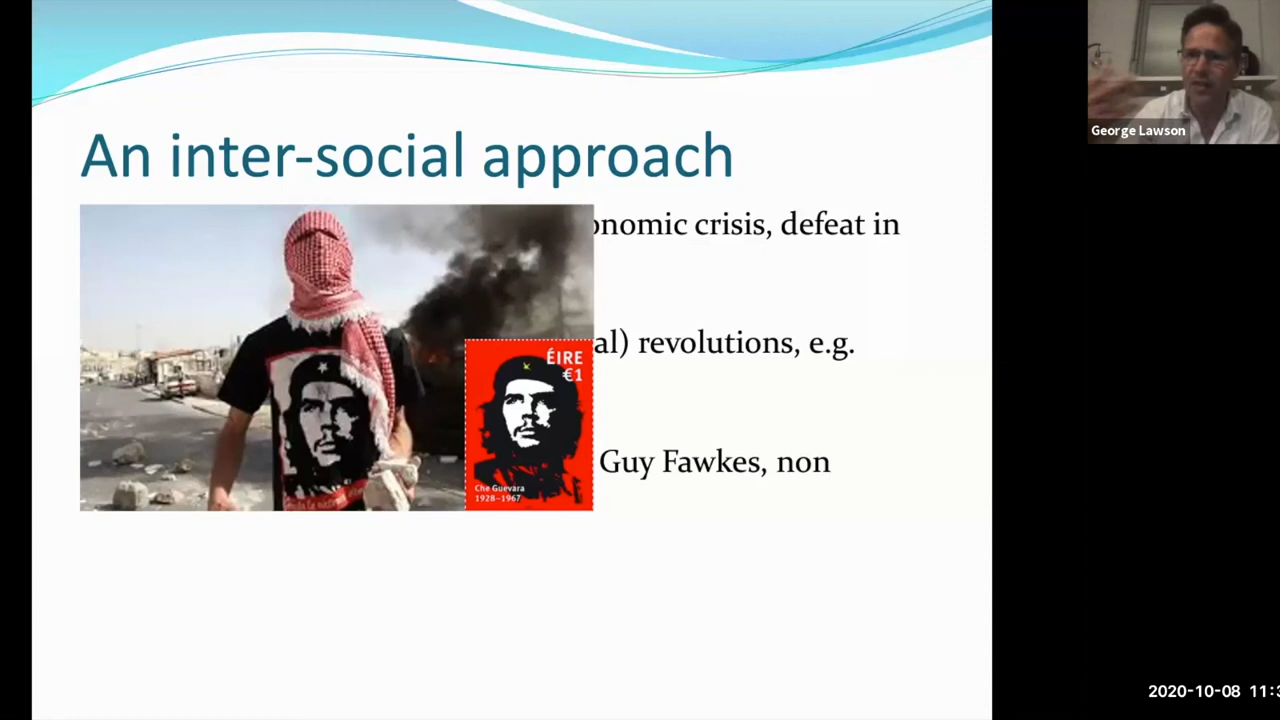 An inter-social approach
onomic crisis, defeat in
al) revolutions, e.g.
Guy Fawkes, non
ÉIRE
€1
Che Guevara
1928-1967
George Lawson
2020-10-08 11:3